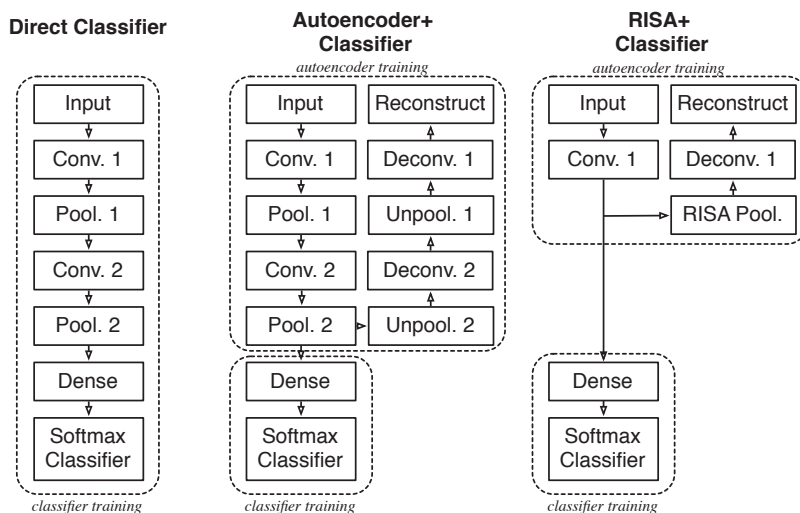 Direct Classifier
Input
Conv. 1
Pool. 1
Conv. 2
Pool. 2
Dense
Softmax
Classifier
classifier training
Autoencoder+
Classifier
autoencoder training
Input
Conv. 1
Pool. 1
Conv. 2
Pool. 2
Reconstruct
Deconv. 1
Unpool. 1
Deconv. 2
Unpool. 2
Dense
Softmax
Classifier
classifier training
RISA+
Classifier
autoencoder training
Input
Conv. 1
Reconstruct
Deconv. 1
RISA Pool.
Dense
Softmax
Classifier
classifier training